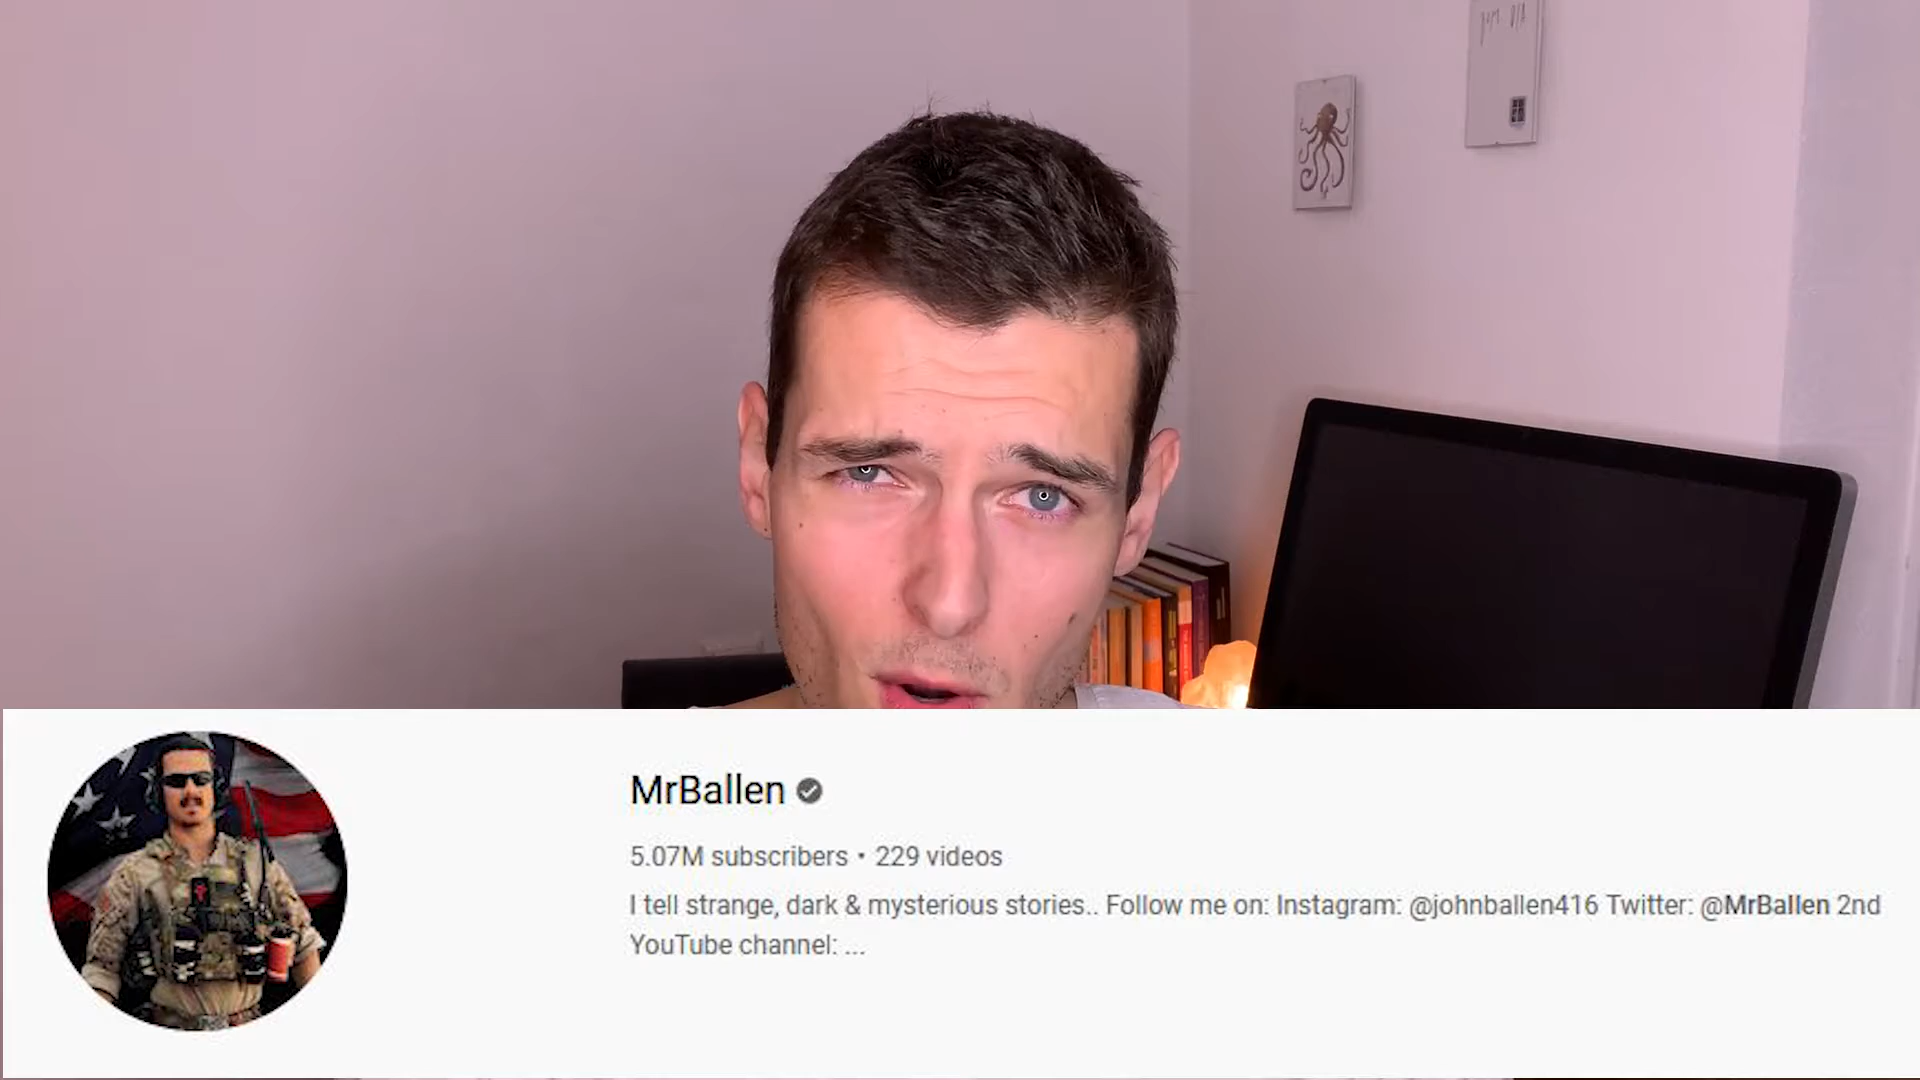 MrBallen
5.07M subscribers • 229 videos
I tell strange, dark & mysterious stories.. Follow me on: Instagram: @johnballen416 Twitter: @MrBallen 2nd
YouTube channel: ...